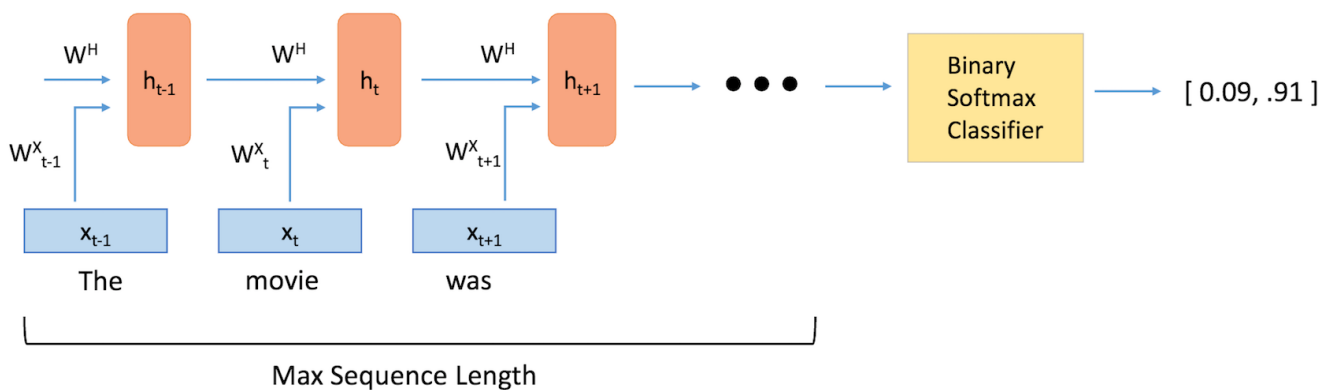 W^H
h_{t-1}
W^H
h_t
W^H
h_{t+1}
Binary
Softmax
Classifier
[ 0.09, .91 ]
W^X_{t-1}
W^X_t
W^X_{t+1}
x_{t-1}
x_t
x_{t+1}
The
movie
was
Max Sequence Length